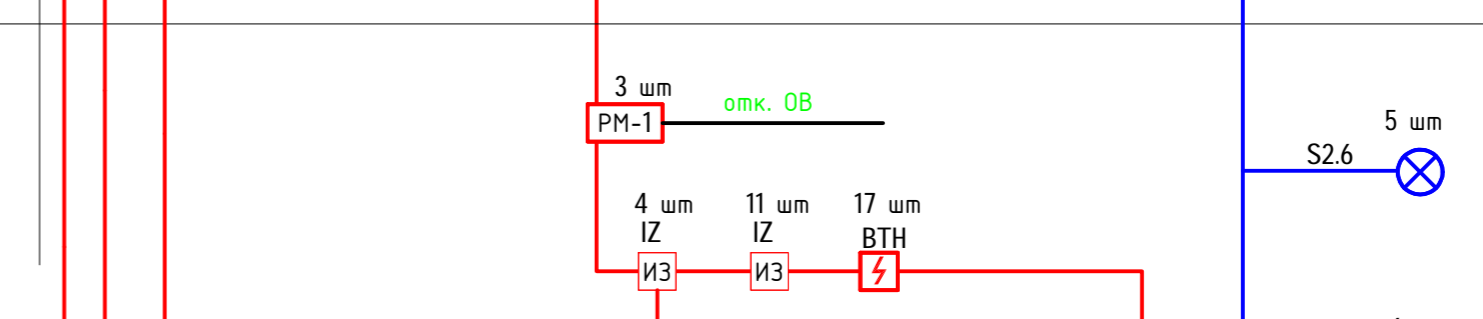 3 шт
отк. ОВ
РМ-1
5 шт
S2.6
4 шт
11 шт
17 шт
IZ
IZ
BTH
ИЗ
ИЗ